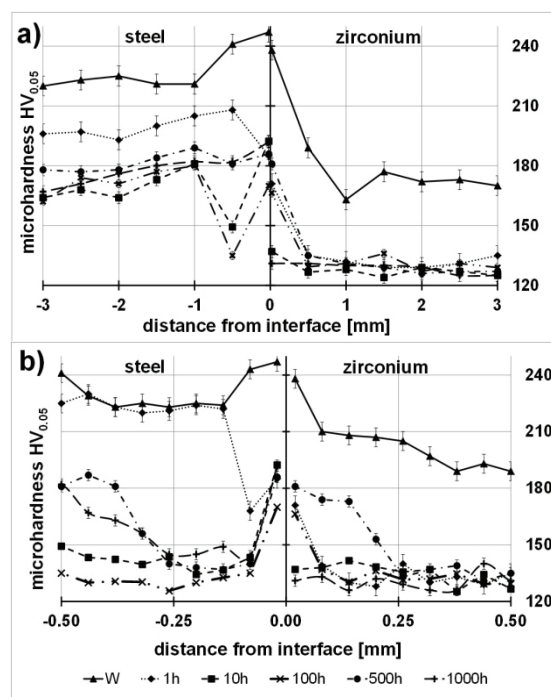 a) steel zirconium
240
210
180
150
120
microhardness HV0,05
-3 -2 -1 0 1 2 3
distance from interface [mm]
b) steel zirconium
240
210
180
150
120
microhardness HV0,05
-0.50 -0.25 0.00 0.25 0.50
distance from interface [mm]
W 1h 10h 100h 500h 1000h